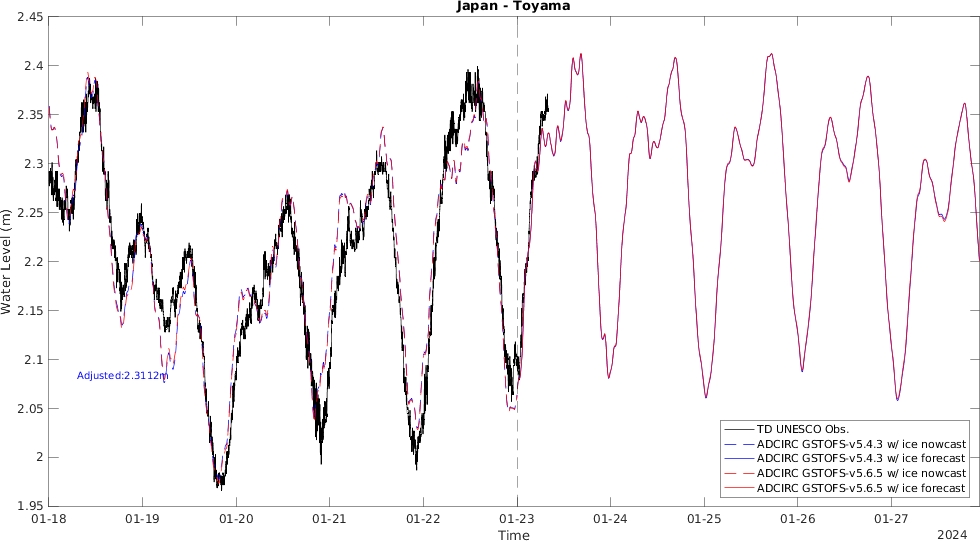 Japan - Toyama
2.45
2.4
2.35
2.3
2.25
2.2
2.15
2.1
2.05
2
1.95
Water Level (m)
Adjusted:2.3112m
TD UNESCO Obs.
ADCIRC GSTOFS-v5.4.3 w/ ice nowcast
ADCIRC GSTOFS-v5.4.3 w/ ice forecast
ADCIRC GSTOFS-v5.6.5 w/ ice nowcast
ADCIRC GSTOFS-v5.6.5 w/ ice forecast
01-18 01-19 01-20 01-21 01-22 01-23 01-24 01-25 01-26 01-27
Time
2024